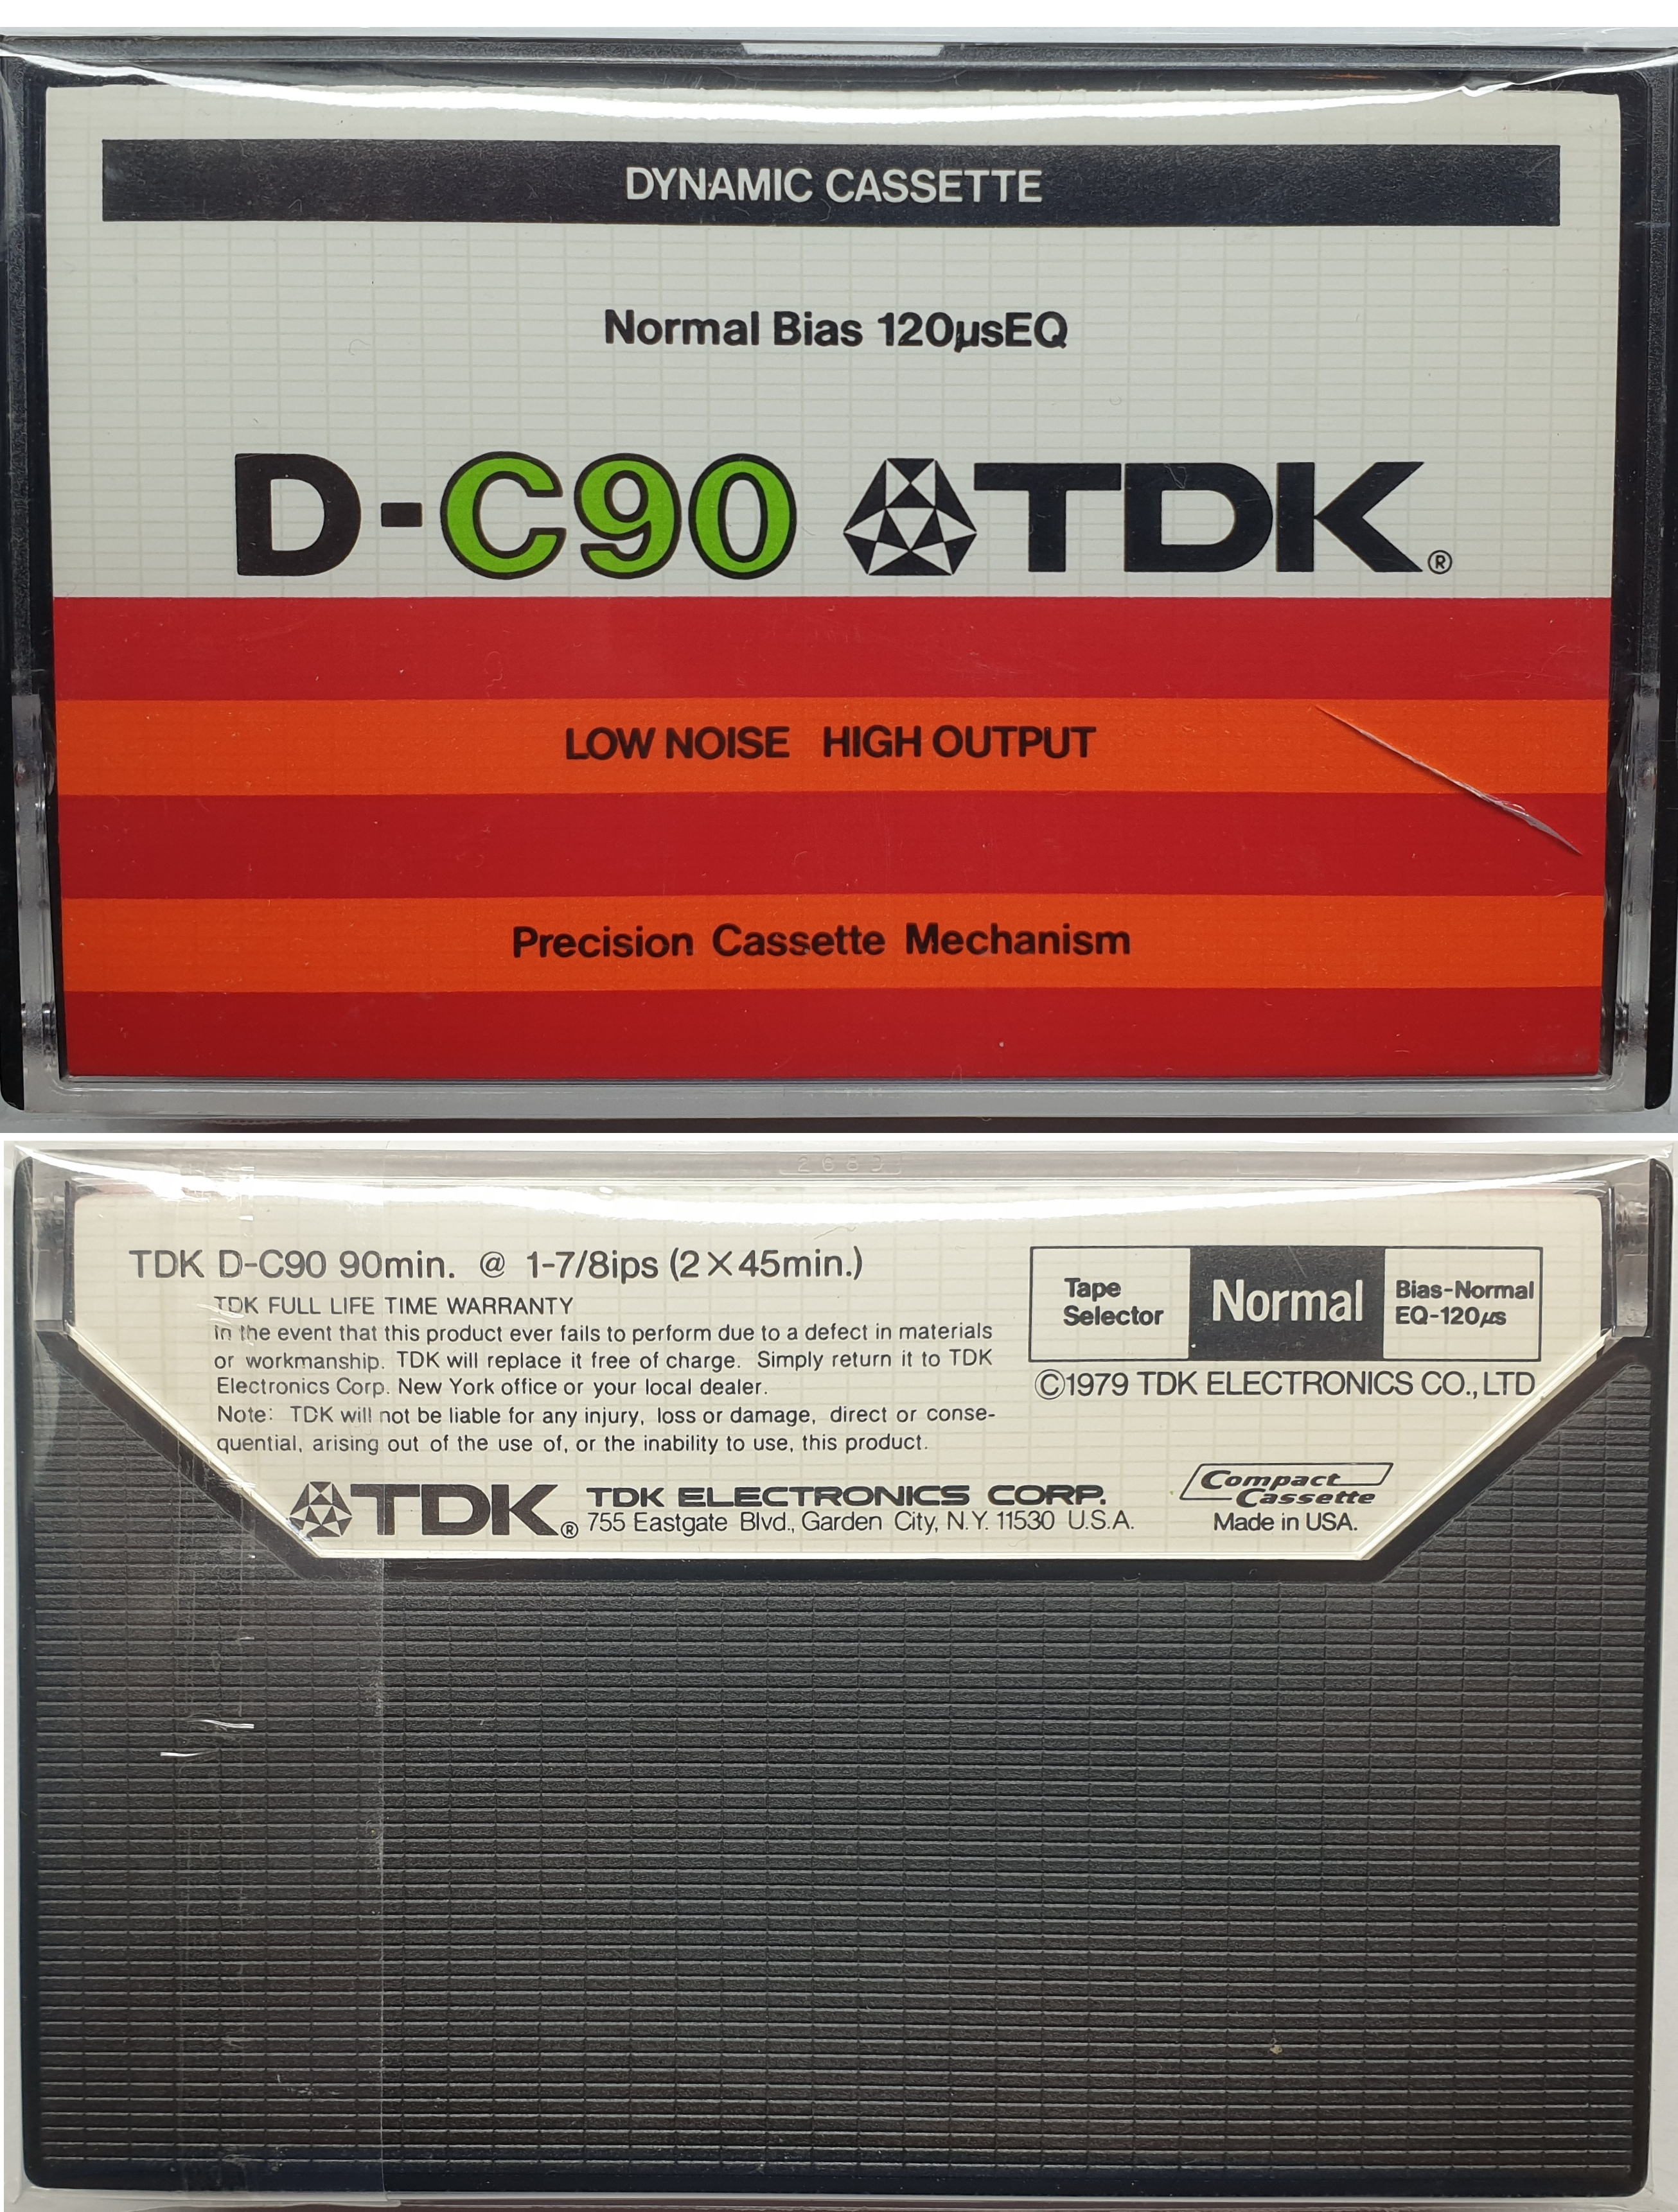 DYNAMIC CASSETTE
Normal Bias 120µsEQ
D-C90 TDK®
LOW NOISE HIGH OUTPUT
Precision Cassette Mechanism
2683
TDK D-C90 90min. @ 1-7/8ips (2×45min.)
TDK FULL LIFE TIME WARRANTY
In the event that this product ever fails to perform due to a defect in materials
or workmanship. TDK will replace it free of charge. Simply return it to TDK
Electronics Corp. New York office or your local dealer.
Note: TDK will not be liable for any injury, loss or damage, direct or conse-
quential, arising out of the use of, or the inability to use, this product.
Tape
Selector
Normal
Bias-Normal
EQ-120µs
©1979 TDK ELECTRONICS CO., LTD.
TDK®
TDK ELECTRONICS CORP.
755 Eastgate Blvd., Garden City, N.Y. 11530 U.S.A.
Compact
Cassette
Made in USA.